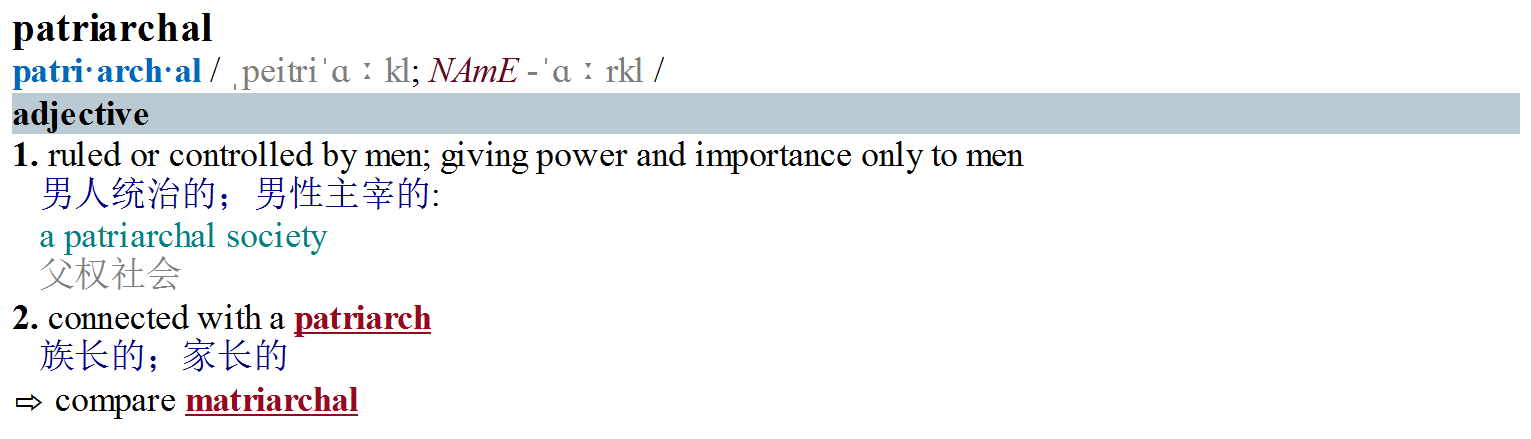 patriarchal
patri·arch·al / ˌpeitriˈɑːkl; NAmE -ˈɑːrkl /
adjective
1. ruled or controlled by men; giving power and importance only to men
男人统治的；男性主宰的:
a patriarchal society
父权社会
2. connected with a patriarch
族长的；家长的
⇨ compare matriarchal